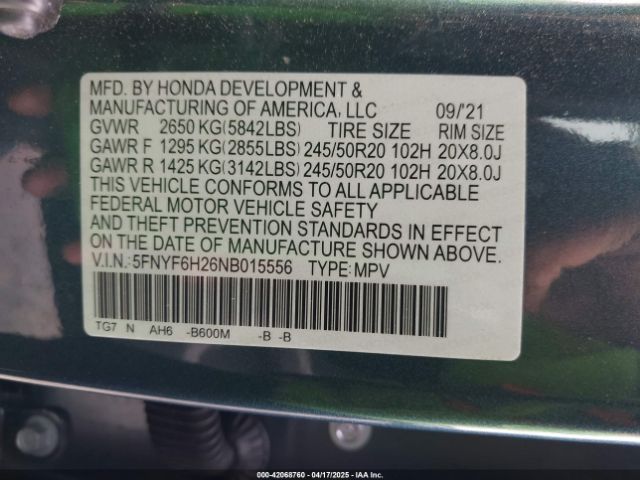 MFD. BY HONDA DEVELOPMENT &
MANUFACTURING OF AMERICA, LLC 09/'21
GVWR 2650 KG(5842LBS) TIRE SIZE RIM SIZE
GAWR F 1295 KG(2855LBS) 245/50R20 102H 20X8.0J
GAWR R 1425 KG(3142LBS) 245/50R20 102H 20X8.0J
THIS VEHICLE CONFORMS TO ALL APPLICABLE
FEDERAL MOTOR VEHICLE SAFETY
AND THEFT PREVENTION STANDARDS IN EFFECT
ON THE DATE OF MANUFACTURE SHOWN ABOVE.
V.I.N.:5FNYF6H26NB015556 TYPE:MPV
TG7 N AH6 -B600M -B -B
000-42068760 - 04/17/2025 - IAA, Inc.